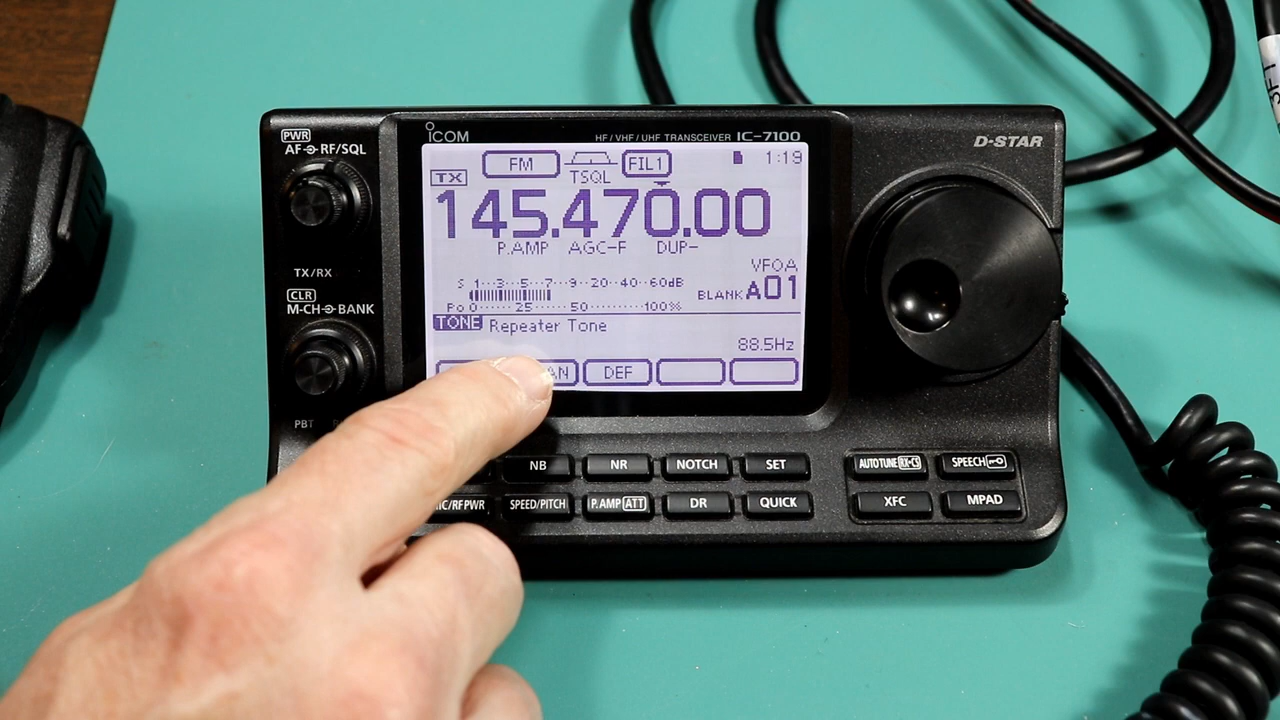 PWR
AF RF/SQL
TX/RX
CLR
M-CH BANK
PBT
ICOM
HF/VHF/UHF TRANSCEIVER IC-7100
D-STAR
FM FIL1 1:19
TX TSQL
145.470.00
P.AMP AGC-F DUP-
VFOA
S 1··3··5··7··9··20··40··60dB
BLANK A01
Po 0·····25·····50·······100%
TONE Repeater Tone
88.5Hz
DEF
NB NR NOTCH SET
AUTOTUNE RX-CS SPEECH
SPEED/PITCH P.AMP ATT DR QUICK
XFC MPAD